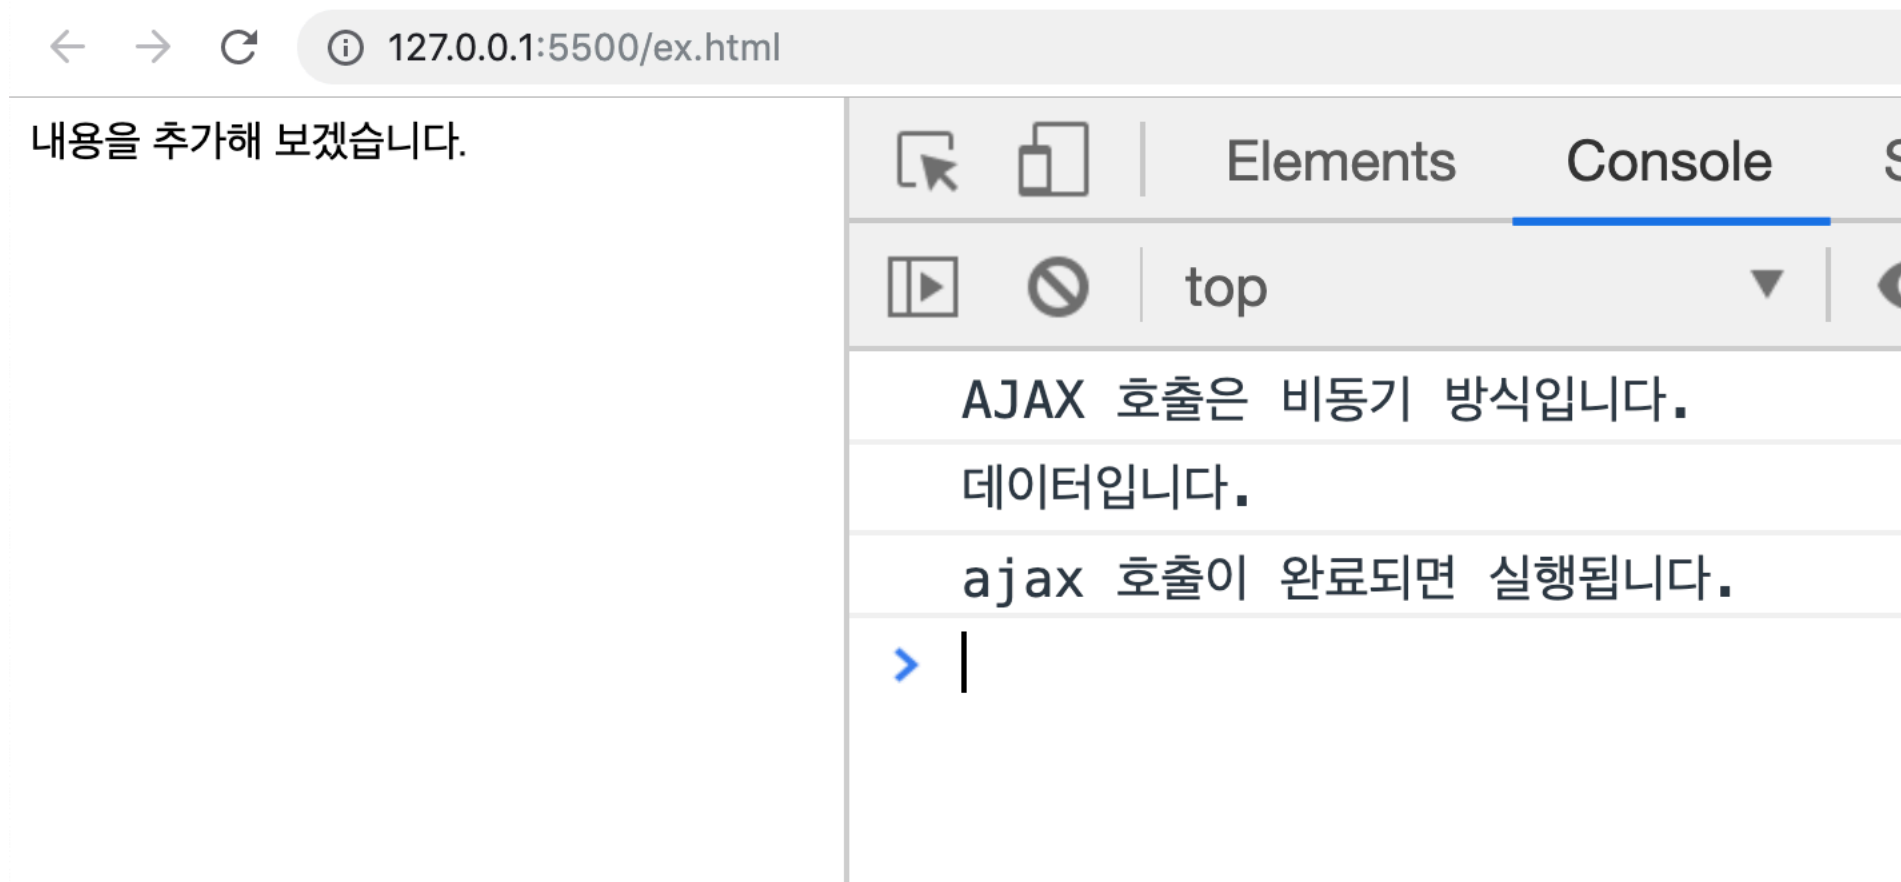 127.0.0.1:5500/ex.html
내용을 추가해 보겠습니다.
Elements Console
top
AJAX 호출은 비동기 방식입니다.
데이터입니다.
ajax 호출이 완료되면 실행됩니다.